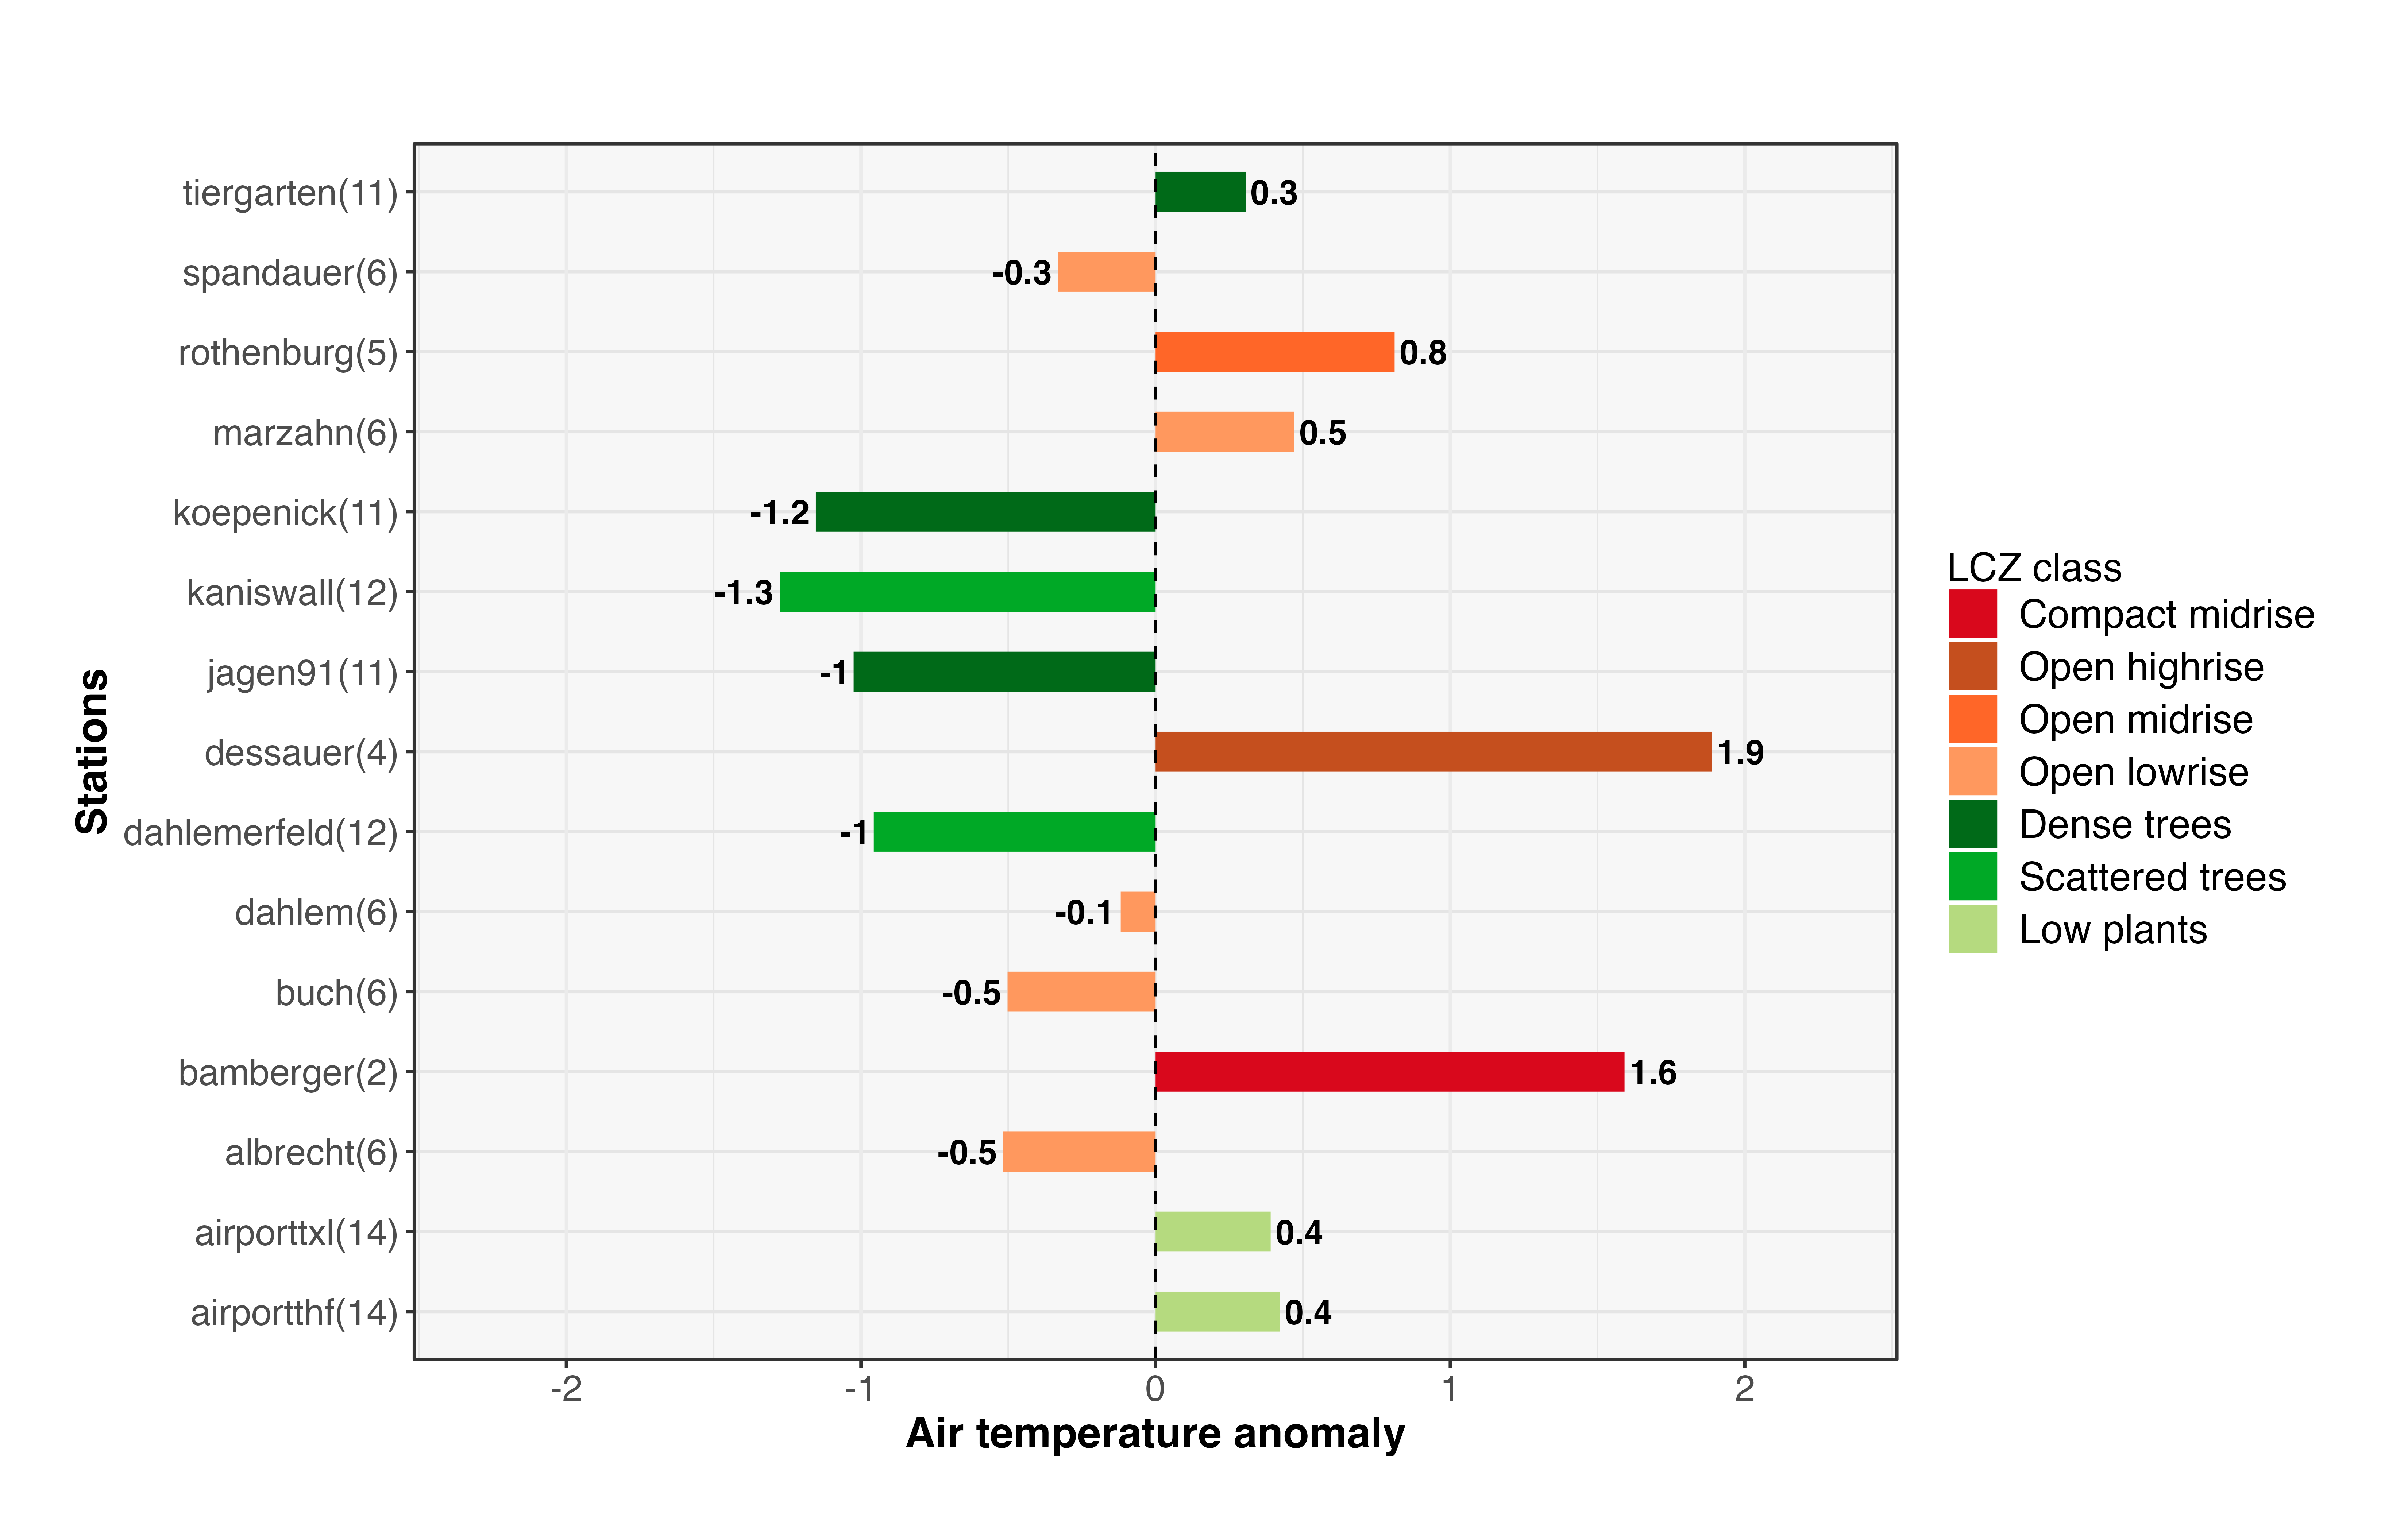 tiergarten(11)
0.3
spandauer(6)
-0.3
rothenburg(5)
0.8
marzahn(6)
0.5
koepenick(11)
-1.2
kaniswall(12)
-1.3
jagen91(11)
-1
dessauer(4)
1.9
dahlemerfeld(12)
-1
dahlem(6)
-0.1
buch(6)
-0.5
bamberger(2)
1.6
albrecht(6)
-0.5
airporttxl(14)
0.4
airportthf(14)
0.4
Stations
-2 -1 0 1 2
Air temperature anomaly
LCZ class
Compact midrise
Open highrise
Open midrise
Open lowrise
Dense trees
Scattered trees
Low plants